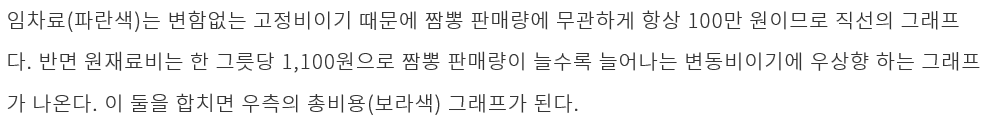 임차료(파란색)는 변함없는 고정비이기 때문에 짬뽕 판매량에 무관하게 항상 100만 원이므로 직선의 그래프
다. 반면 원재료비는 한 그릇당 1,100원으로 짬뽕 판매량이 늘수록 늘어나는 변동비이기에 우상향 하는 그래프
가 나온다. 이 둘을 합치면 우측의 총비용(보라색) 그래프가 된다.